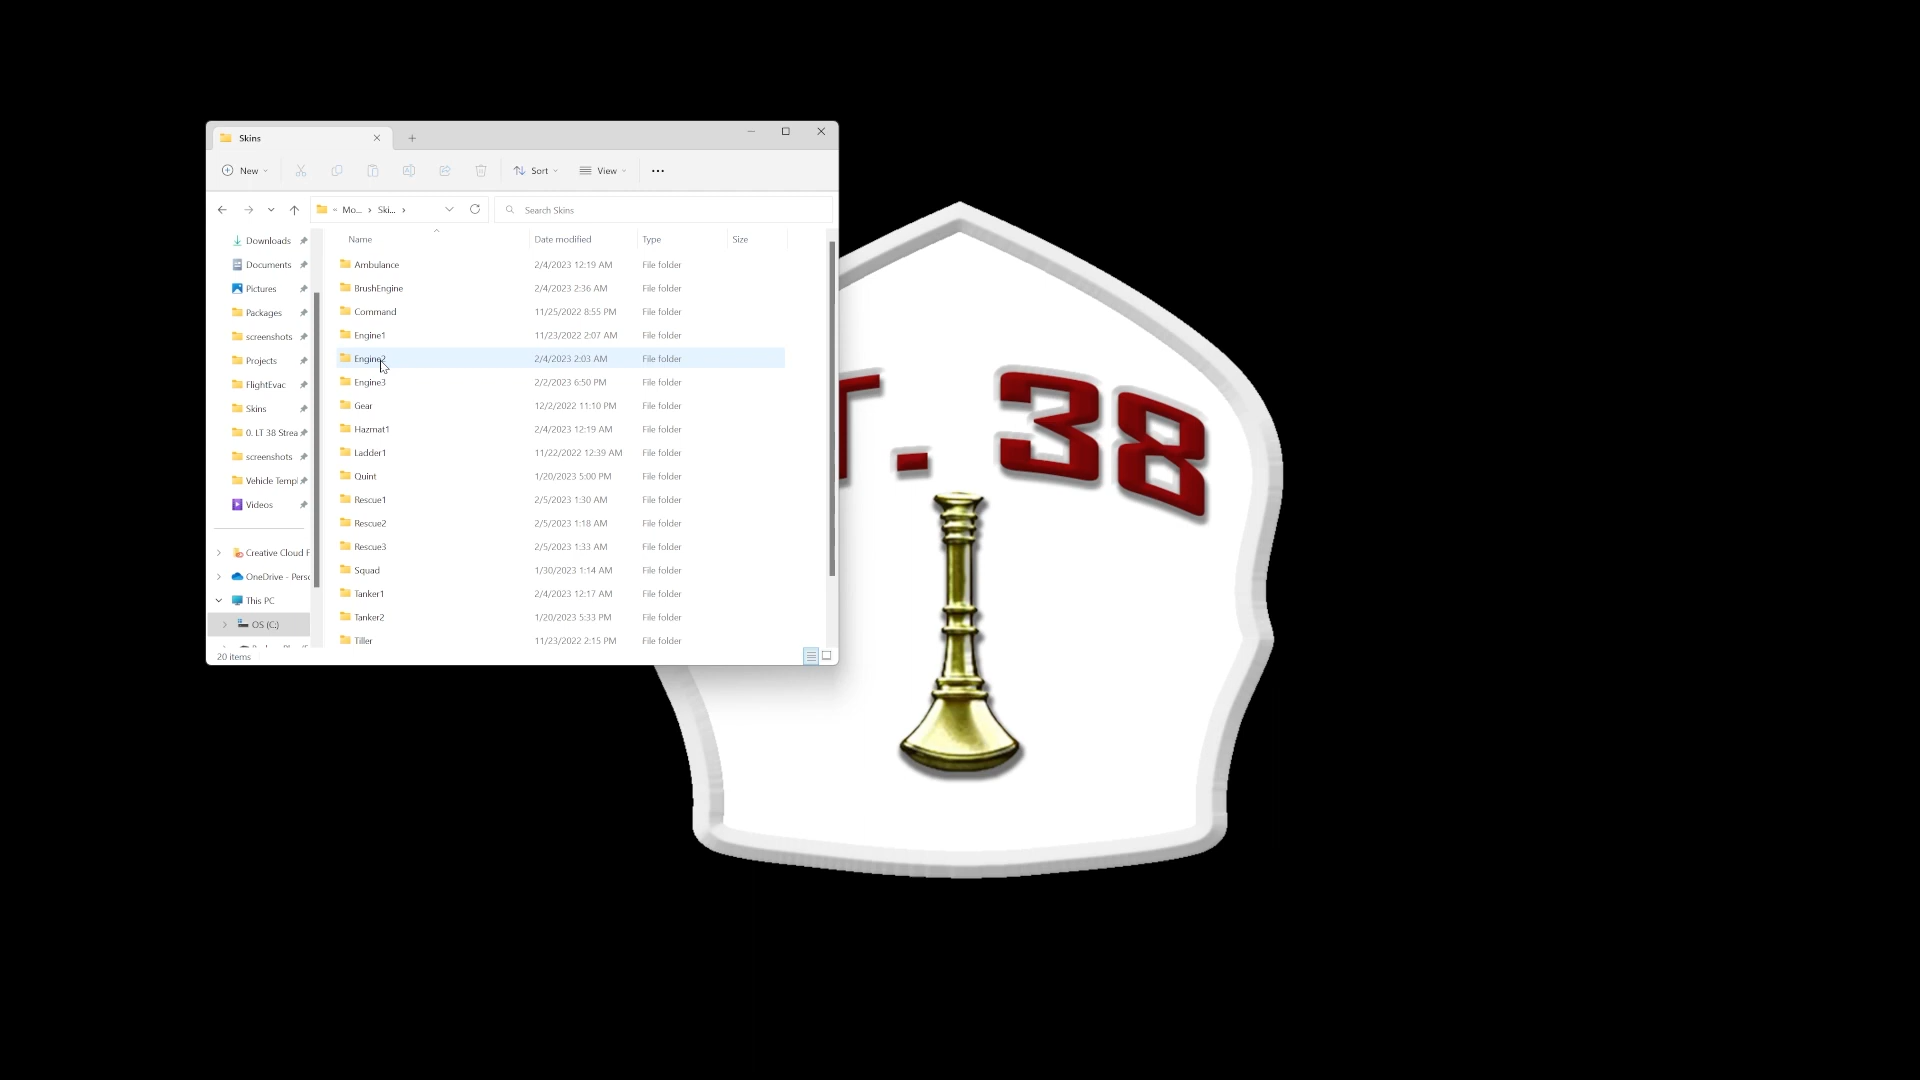 Skins
New
Sort
View
Mo...
Ski...
Search Skins
Name
Date modified
Type
Size
Downloads
Documents
Pictures
Packages
screenshots
Projects
FlightEvac
Skins
0. LT 38 Strea
screenshots
Vehicle Templ
Videos
Creative Cloud F
OneDrive - Perso
This PC
OS (C:)
Ambulance 2/4/2023 12:19 AM File folder
BrushEngine 2/4/2023 2:36 AM File folder
Command 11/25/2022 8:55 PM File folder
Engine1 11/23/2022 2:07 AM File folder
Engine2 2/4/2023 2:03 AM File folder
Engine3 2/2/2023 6:50 PM File folder
Gear 12/2/2022 11:10 PM File folder
Hazmat1 2/4/2023 12:19 AM File folder
Ladder1 11/22/2022 12:39 AM File folder
Quint 1/20/2023 5:00 PM File folder
Rescue1 2/5/2023 1:30 AM File folder
Rescue2 2/5/2023 1:18 AM File folder
Rescue3 2/5/2023 1:33 AM File folder
Squad 1/30/2023 1:14 AM File folder
Tanker1 2/4/2023 12:17 AM File folder
Tanker2 1/20/2023 5:33 PM File folder
Tiller 11/23/2022 2:15 PM File folder
20 items
T. 38